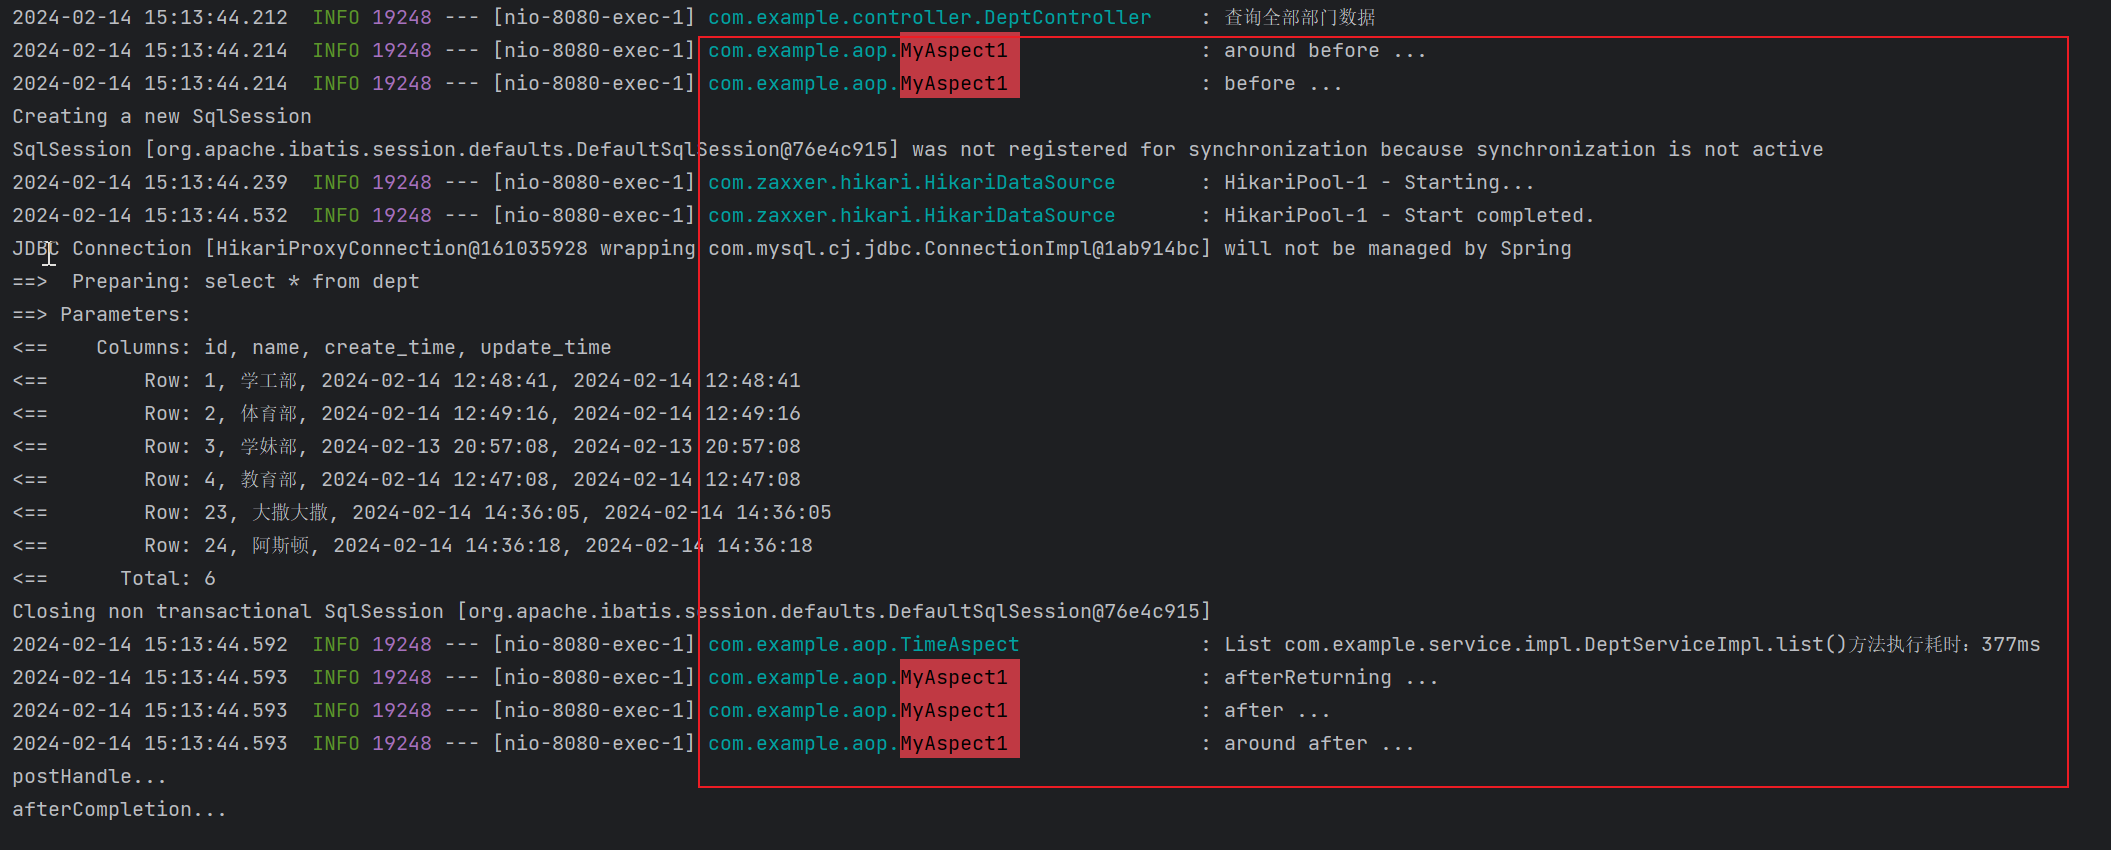 2024-02-14 15:13:44.212  INFO 19248 --- [nio-8080-exec-1] com.example.controller.DeptController    : 查询全部部门数据
2024-02-14 15:13:44.214  INFO 19248 --- [nio-8080-exec-1] com.example.aop.MyAspect1                : around before ...
2024-02-14 15:13:44.214  INFO 19248 --- [nio-8080-exec-1] com.example.aop.MyAspect1                : before ...
Creating a new SqlSession
SqlSession [org.apache.ibatis.session.defaults.DefaultSqlSession@76e4c915] was not registered for synchronization because synchronization is not active
2024-02-14 15:13:44.239  INFO 19248 --- [nio-8080-exec-1] com.zaxxer.hikari.HikariDataSource       : HikariPool-1 - Starting...
2024-02-14 15:13:44.532  INFO 19248 --- [nio-8080-exec-1] com.zaxxer.hikari.HikariDataSource       : HikariPool-1 - Start completed.
JDBC Connection [HikariProxyConnection@161035928 wrapping com.mysql.cj.jdbc.ConnectionImpl@1ab914bc] will not be managed by Spring
==>  Preparing: select * from dept
==> Parameters:
<==    Columns: id, name, create_time, update_time
<==        Row: 1, 学工部, 2024-02-14 12:48:41, 2024-02-14 12:48:41
<==        Row: 2, 体育部, 2024-02-14 12:49:16, 2024-02-14 12:49:16
<==        Row: 3, 学妹部, 2024-02-13 20:57:08, 2024-02-13 20:57:08
<==        Row: 4, 教育部, 2024-02-14 12:47:08, 2024-02-14 12:47:08
<==        Row: 23, 大撒大撒, 2024-02-14 14:36:05, 2024-02-14 14:36:05
<==        Row: 24, 阿斯顿, 2024-02-14 14:36:18, 2024-02-14 14:36:18
<==      Total: 6
Closing non transactional SqlSession [org.apache.ibatis.session.defaults.DefaultSqlSession@76e4c915]
2024-02-14 15:13:44.592  INFO 19248 --- [nio-8080-exec-1] com.example.aop.TimeAspect               : List com.example.service.impl.DeptServiceImpl.list()方法执行耗时：377ms
2024-02-14 15:13:44.593  INFO 19248 --- [nio-8080-exec-1] com.example.aop.MyAspect1                : afterReturning ...
2024-02-14 15:13:44.593  INFO 19248 --- [nio-8080-exec-1] com.example.aop.MyAspect1                : after ...
2024-02-14 15:13:44.593  INFO 19248 --- [nio-8080-exec-1] com.example.aop.MyAspect1                : around after ...
postHandle...
afterCompletion...